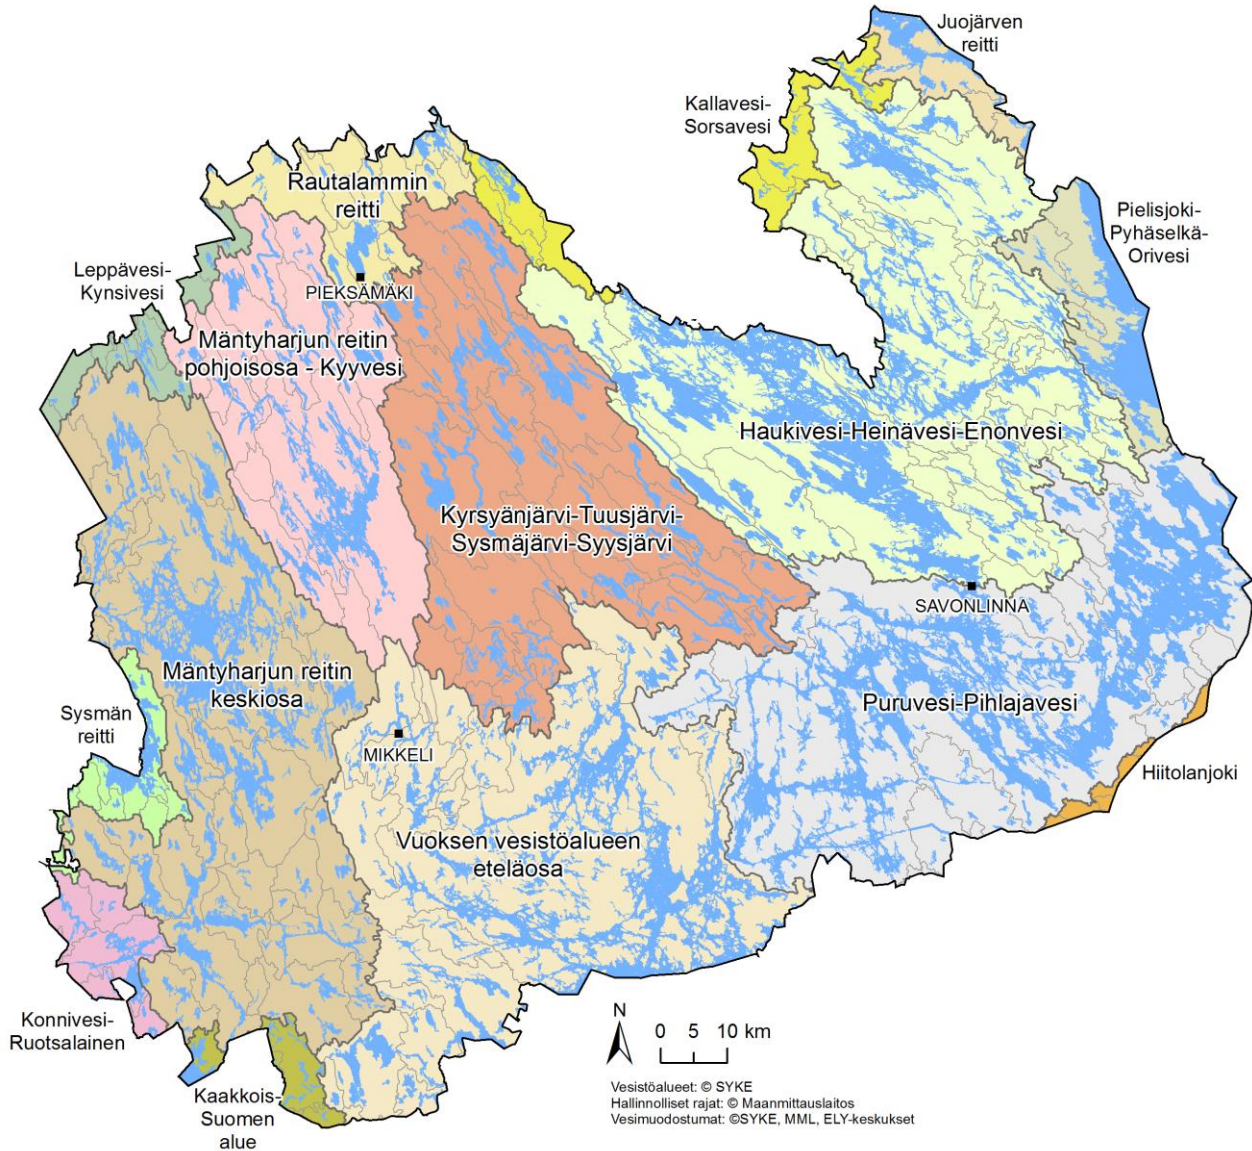 Juojärven
reitti
Kallavesi-
Sorsavesi
Rautalammin
reitti
Pielisjoki-
Pyhäselkä-
Orivesi
Leppävesi-
Kynsivesi
PIEKSÄMÄKI
Mäntyharjun reitin
pohjoisosa - Kyyvesi
Haukivesi-Heinävesi-Enonvesi
Kyrsyänjärvi-Tuusjärvi-
Sysmäjärvi-Syysjärvi
SAVONLINNA
Mäntyharjun reitin
keskiosa
Puruvesi-Pihlajavesi
Sysmän
reitti
MIKKELI
Hiitolanjoki
Vuoksen vesistöalueen
eteläosa
Konnivesi-
Ruotsalainen
Kaakkois-
Suomen
alue
N
0 5 10 km
Vesistöalueet: © SYKE
Hallinnolliset rajat: © Maanmittauslaitos
Vesimuodostumat: ©SYKE, MML, ELY-keskukset